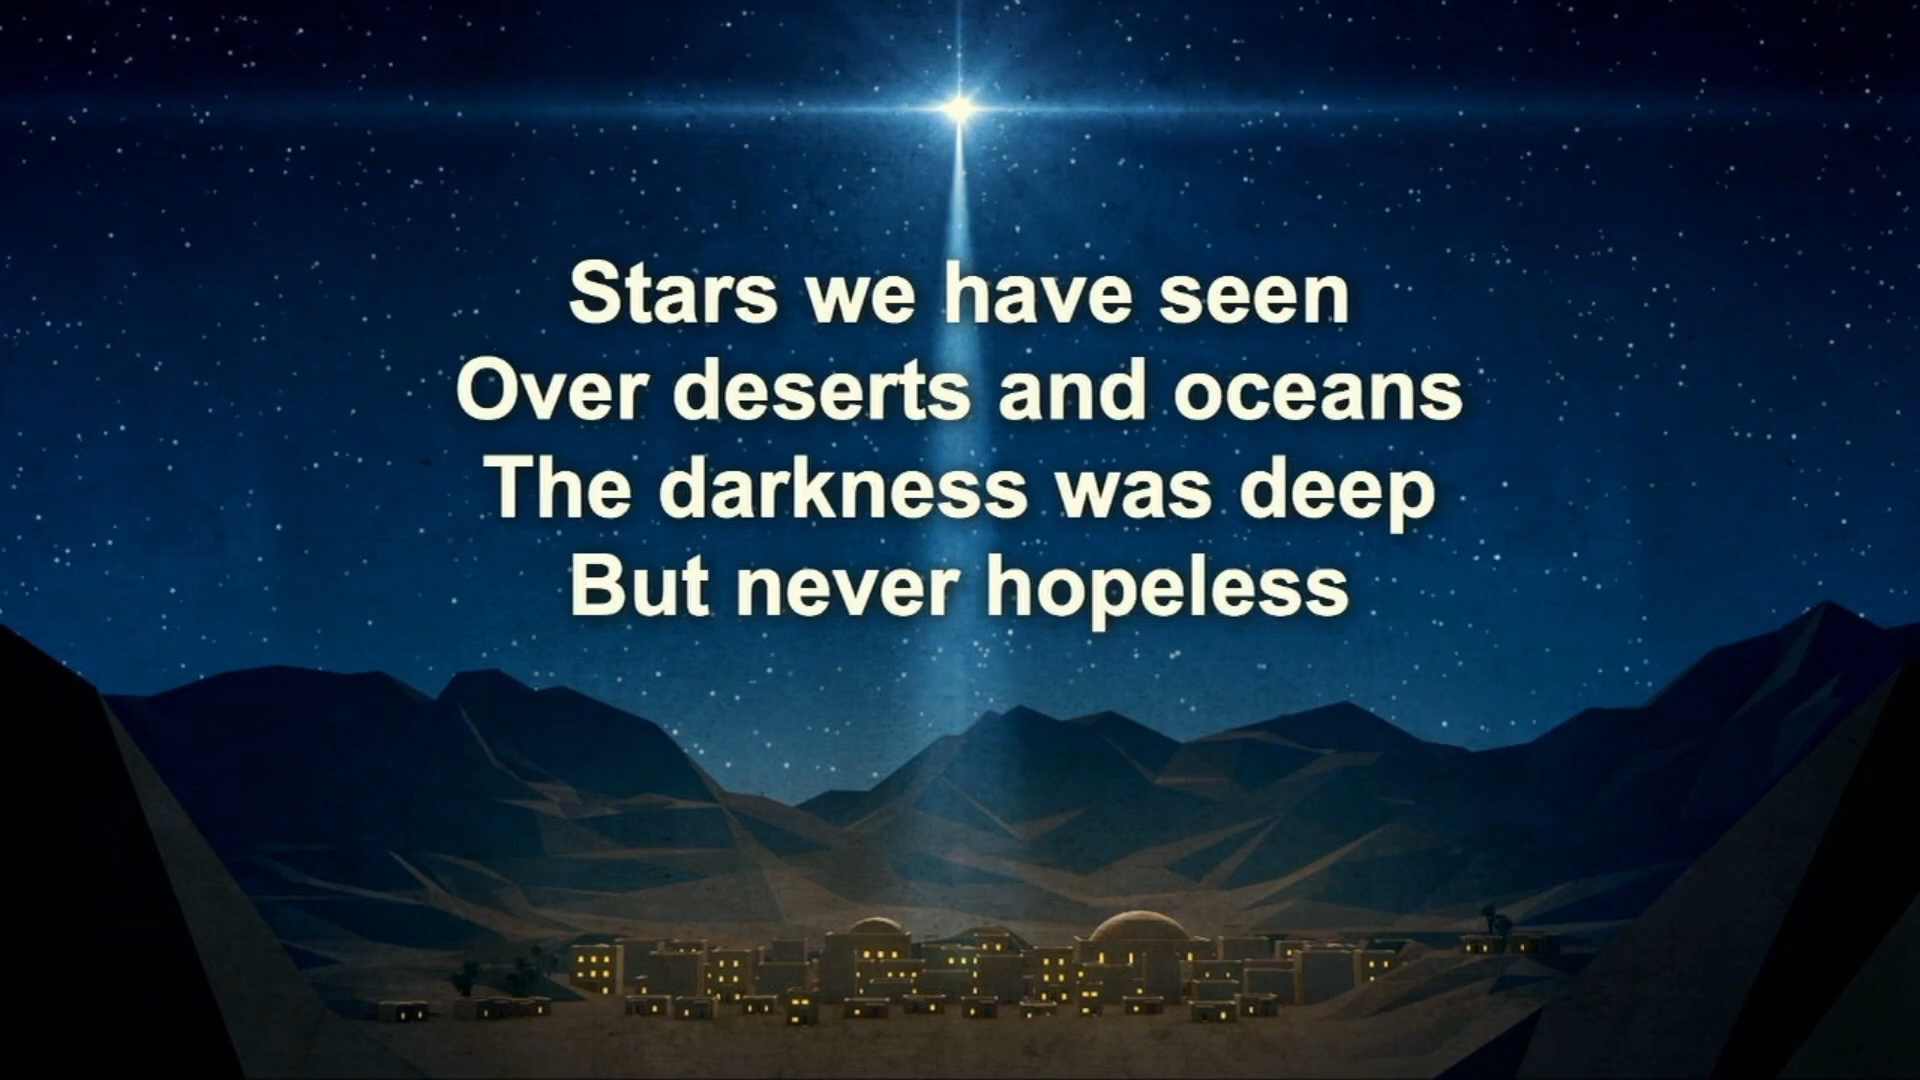 Stars we have seen
Over deserts and oceans
The darkness was deep
But never hopeless